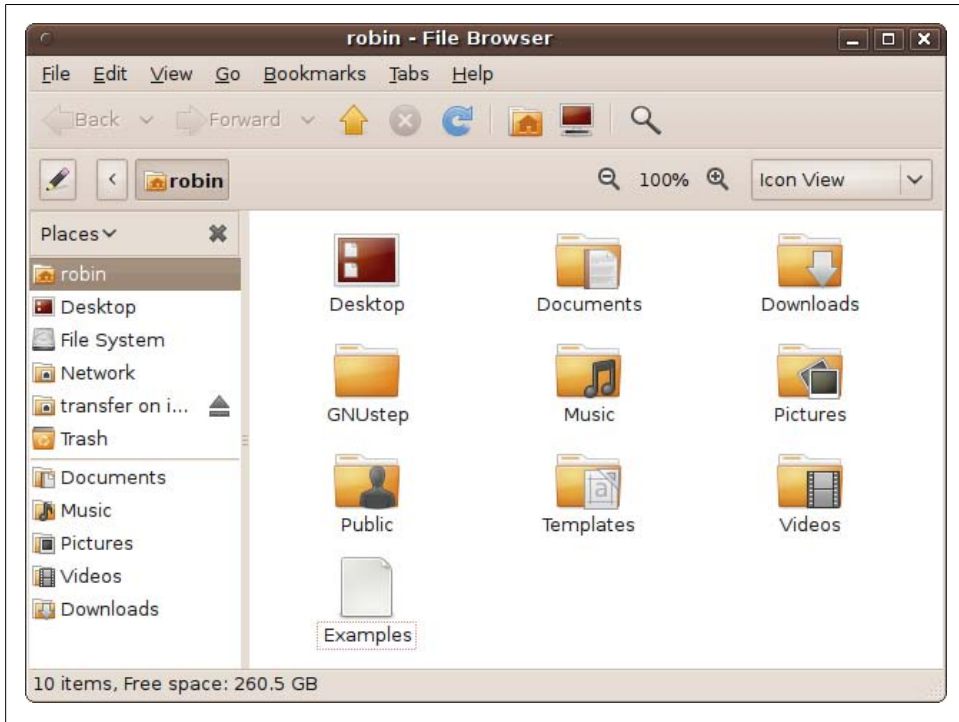 robin - File Browser
File Edit View Go Bookmarks Tabs Help
Back Forward
robin 100% Icon View
Places
robin
Desktop
File System
Network
transfer on i...
Trash
Documents
Music
Pictures
Videos
Downloads
Desktop Documents Downloads
GNUstep Music Pictures
Public Templates Videos
Examples
10 items, Free space: 260.5 GB